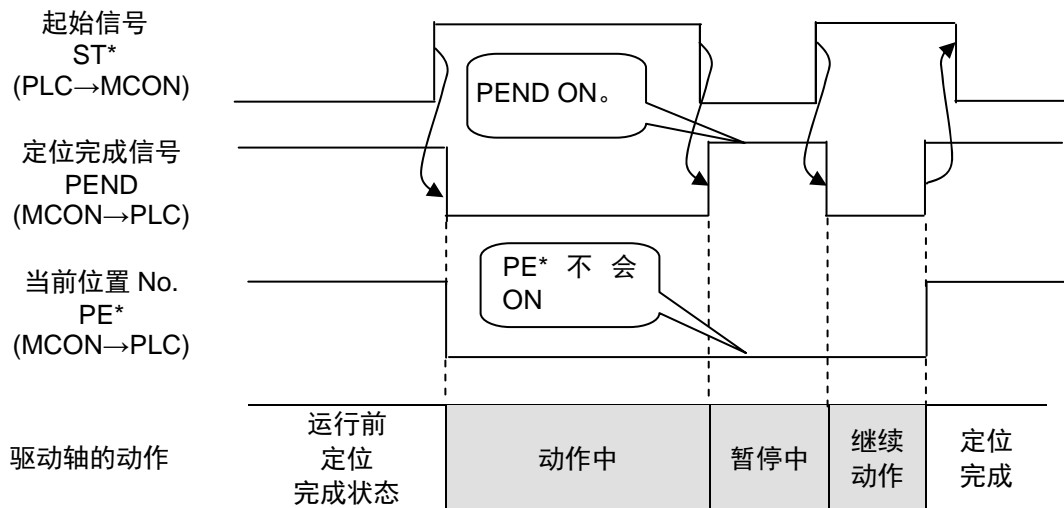 起始信号
ST*
(PLC→MCON)
PEND ON。
定位完成信号
PEND
(MCON→PLC)
PE* 不 会
ON
当前位置 No.
PE*
(MCON→PLC)
驱动轴的动作
运行前
定位
完成状态
动作中
暂停中
继续
动作
定位
完成